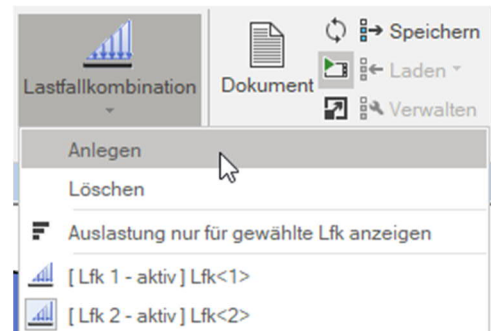 Lastfallkombination
Dokument
Speichern
Laden
Verwalten
Anlegen
Löschen
Auslastung nur für gewählte Lfk anzeigen
[ Lfk 1 - aktiv ] Lfk<1>
[ Lfk 2 - aktiv ] Lfk<2>